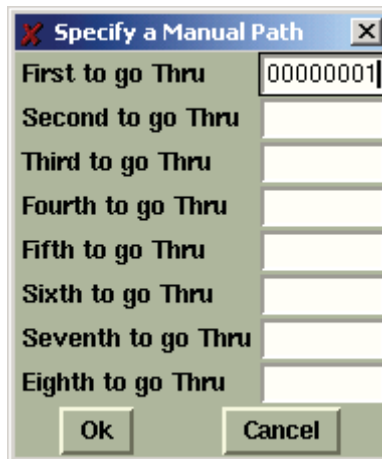 Specify a Manual Path
First to go Thru 00000001
Second to go Thru
Third to go Thru
Fourth to go Thru
Fifth to go Thru
Sixth to go Thru
Seventh to go Thru
Eighth to go Thru
Ok Cancel